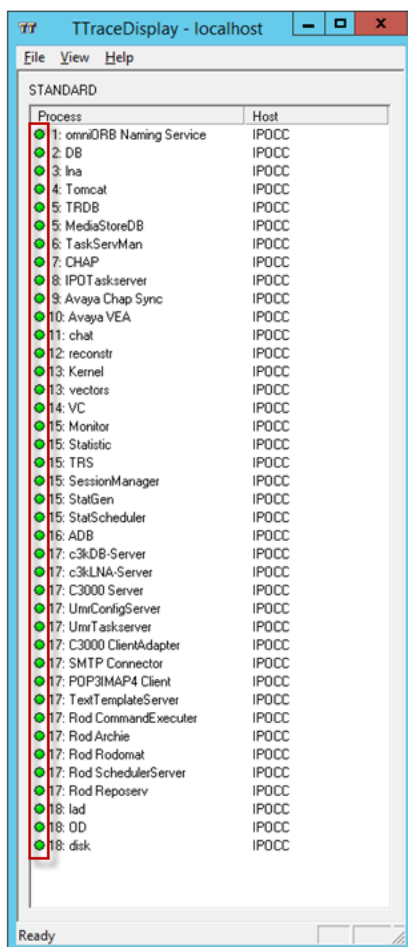 TTraceDisplay - localhost
File View Help
STANDARD
Process Host
1: omniORB Naming Service IPOCC
2: DB IPOCC
3: lna IPOCC
4: Tomcat IPOCC
5: TRDB IPOCC
5: MediaStoreDB IPOCC
6: TaskServMan IPOCC
7: CHAP IPOCC
8: IPOTaskserver IPOCC
9: Avaya Chap Sync IPOCC
10: Avaya VEA IPOCC
11: chat IPOCC
12: reconstr IPOCC
13: Kernel IPOCC
13: vectors IPOCC
14: VC IPOCC
15: Monitor IPOCC
15: Statistic IPOCC
15: TRS IPOCC
15: SessionManager IPOCC
15: StatGen IPOCC
15: StatScheduler IPOCC
16: ADB IPOCC
17: c3kDB-Server IPOCC
17: c3kLNA-Server IPOCC
17: C3000 Server IPOCC
17: UmrConfigServer IPOCC
17: UmrTaskserver IPOCC
17: C3000 ClientAdapter IPOCC
17: SMTP Connector IPOCC
17: POP3IMAP4 Client IPOCC
17: TextTemplateServer IPOCC
17: Rod CommandExecuter IPOCC
17: Rod Archie IPOCC
17: Rod Rodomat IPOCC
17: Rod SchedulerServer IPOCC
17: Rod Reposerv IPOCC
18: lad IPOCC
18: OD IPOCC
18: disk IPOCC
Ready